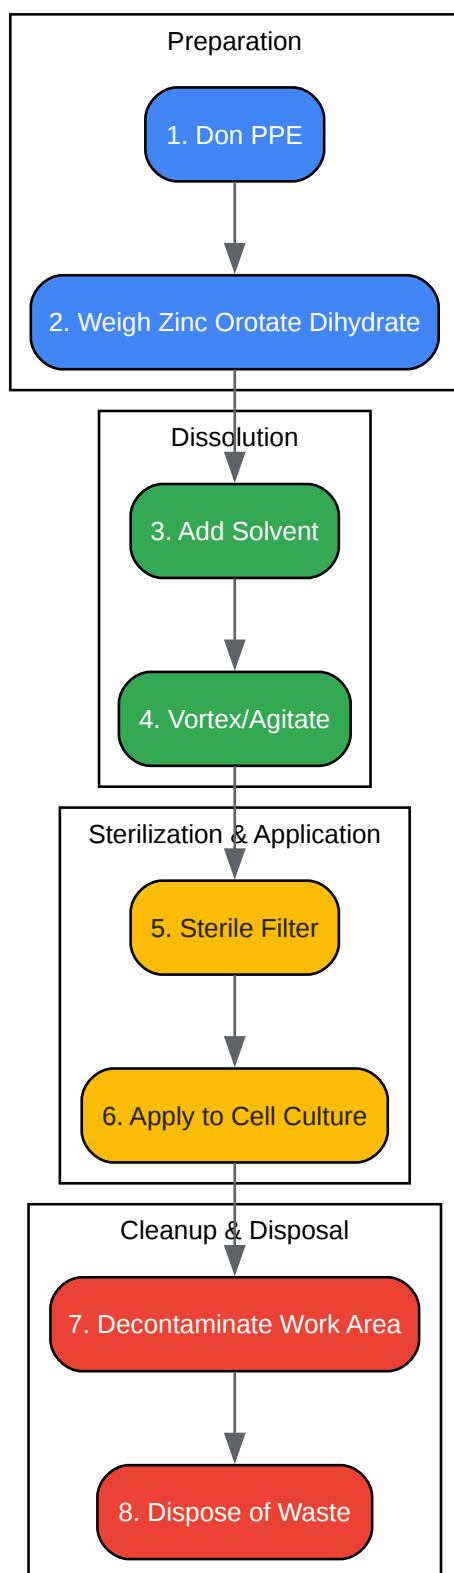 Preparation
1. Don PPE
2. Weigh Zinc Orotate Dihydrate
Dissolution
3. Add Solvent
4. Vortex/Agitate
Sterilization & Application
5. Sterile Filter
6. Apply to Cell Culture
Cleanup & Disposal
7. Decontaminate Work Area
8. Dispose of Waste